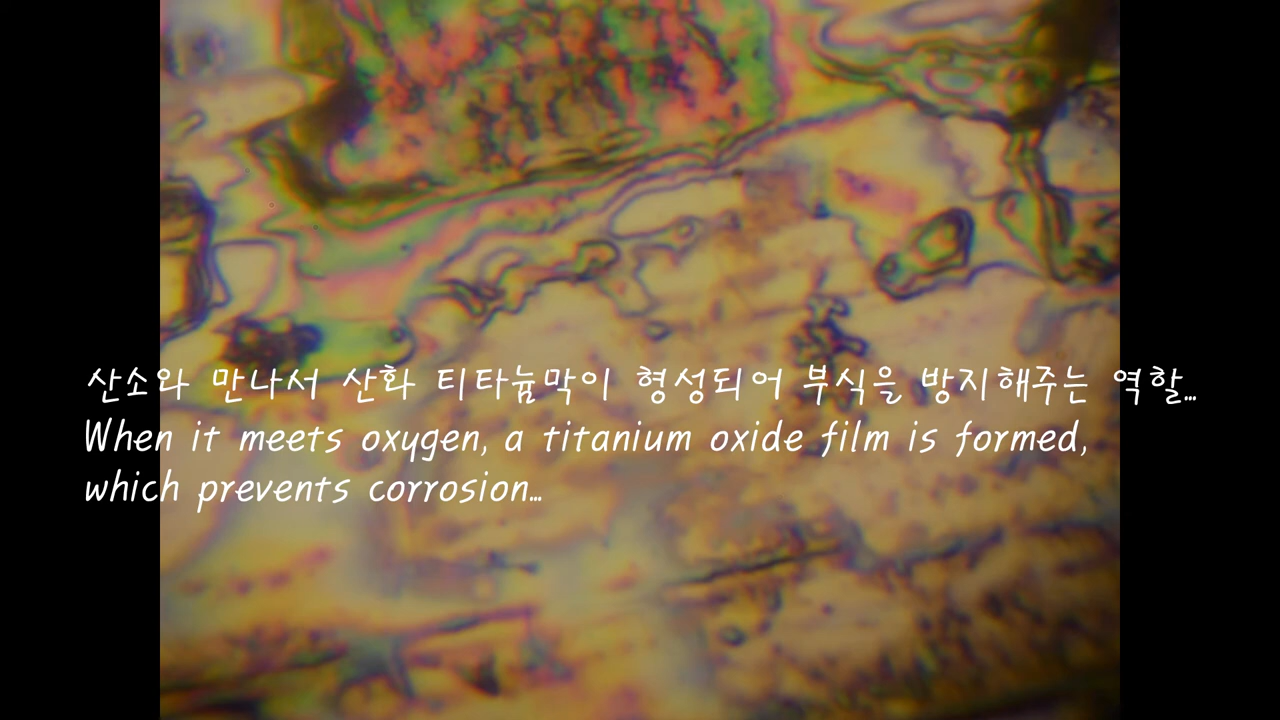 산소와 만나서 산화 티타늄막이 형성되어 부식을 방지해주는 역할...
When it meets oxygen, a titanium oxide film is formed,
which prevents corrosion...